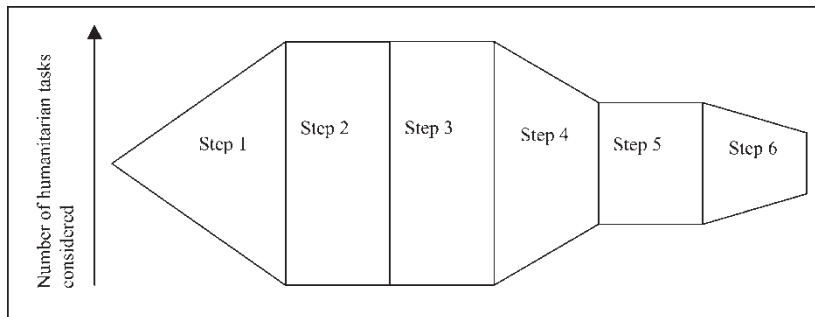 Number of humanitarian tasks
considered
Step 1
Step 2
Step 3
Step 4
Step 5
Step 6